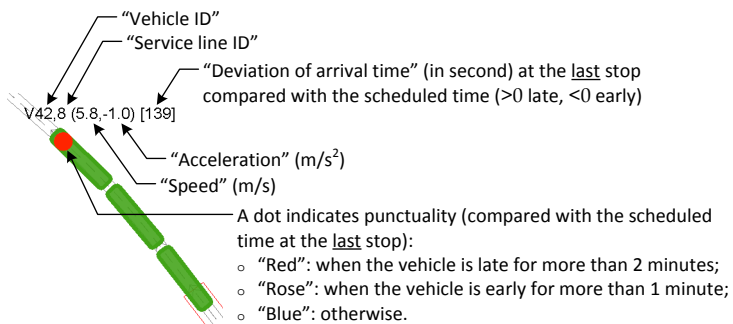 “Vehicle ID”
“Service line ID”
“Deviation of arrival time” (in second) at the last stop
compared with the scheduled time (>0 late, <0 early)
V42,8 (5.8,-1.0) [139]
“Acceleration” (m/s²)
“Speed” (m/s)
A dot indicates punctuality (compared with the scheduled
time at the last stop):
○ “Red”: when the vehicle is late for more than 2 minutes;
○ “Rose”: when the vehicle is early for more than 1 minute;
○ “Blue”: otherwise.